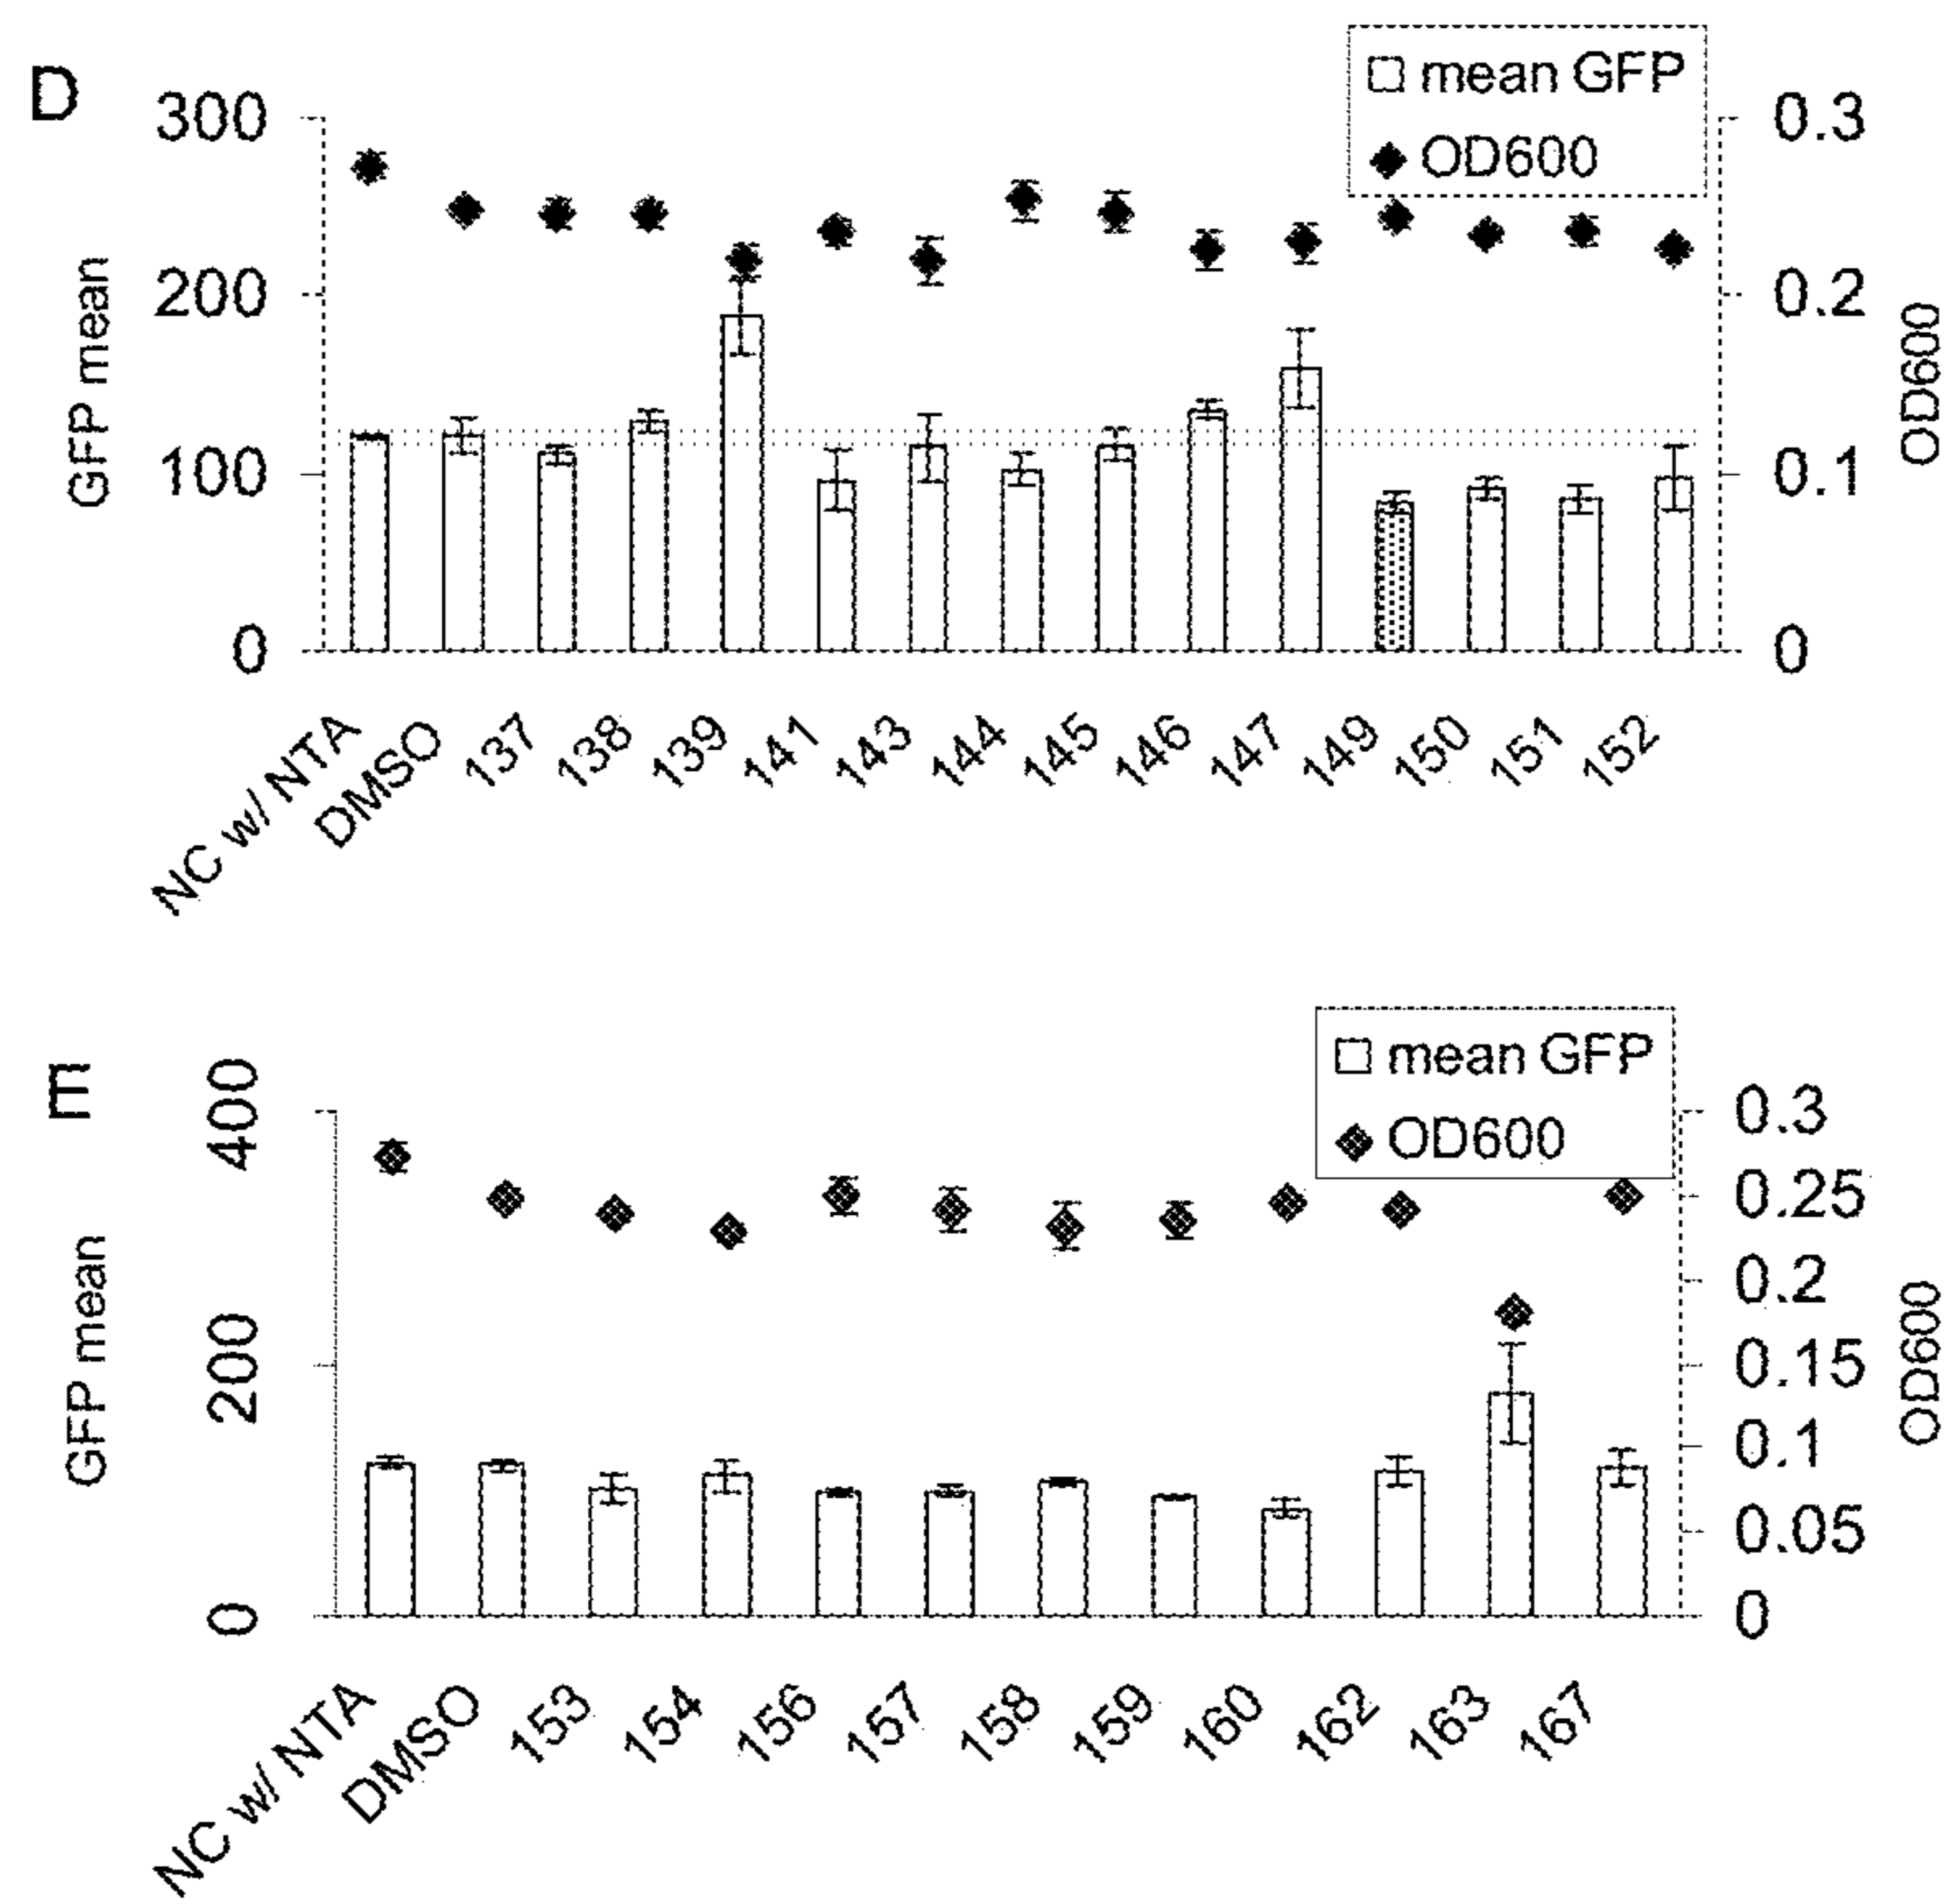 D
mean GFP
OD600
300
200
100
0
GFP mean
0.3
0.2
0.1
0
OD600
NC w/ NTA
DMSO
137
138
139
141
143
144
145
146
147
149
150
151
152
E
mean GFP
OD600
400
200
0
GFP mean
0.3
0.25
0.2
0.15
0.1
0.05
0
OD600
NC w/ NTA
DMSO
153
154
156
157
158
159
160
162
163
167